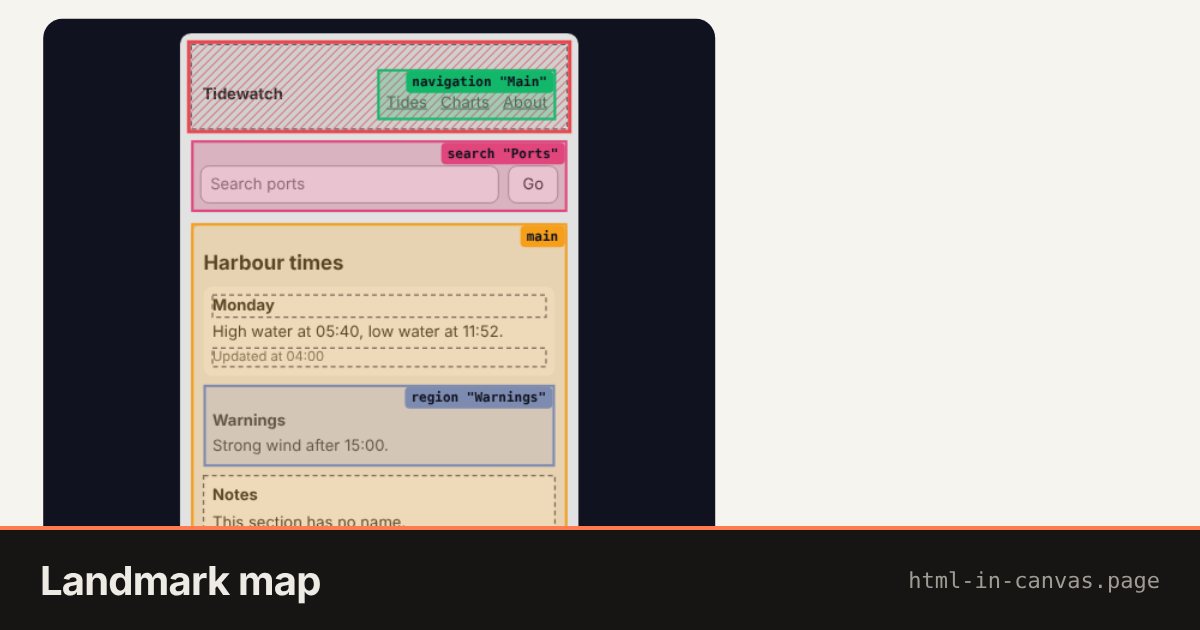 navigation "Main"
Tidewatch
Tides Charts About
search "Ports"
Search ports Go
main
Harbour times
Monday
High water at 05:40, low water at 11:52.
Updated at 04:00
region "Warnings"
Warnings
Strong wind after 15:00.
Notes
This section has no name.
Landmark map
html-in-canvas.page